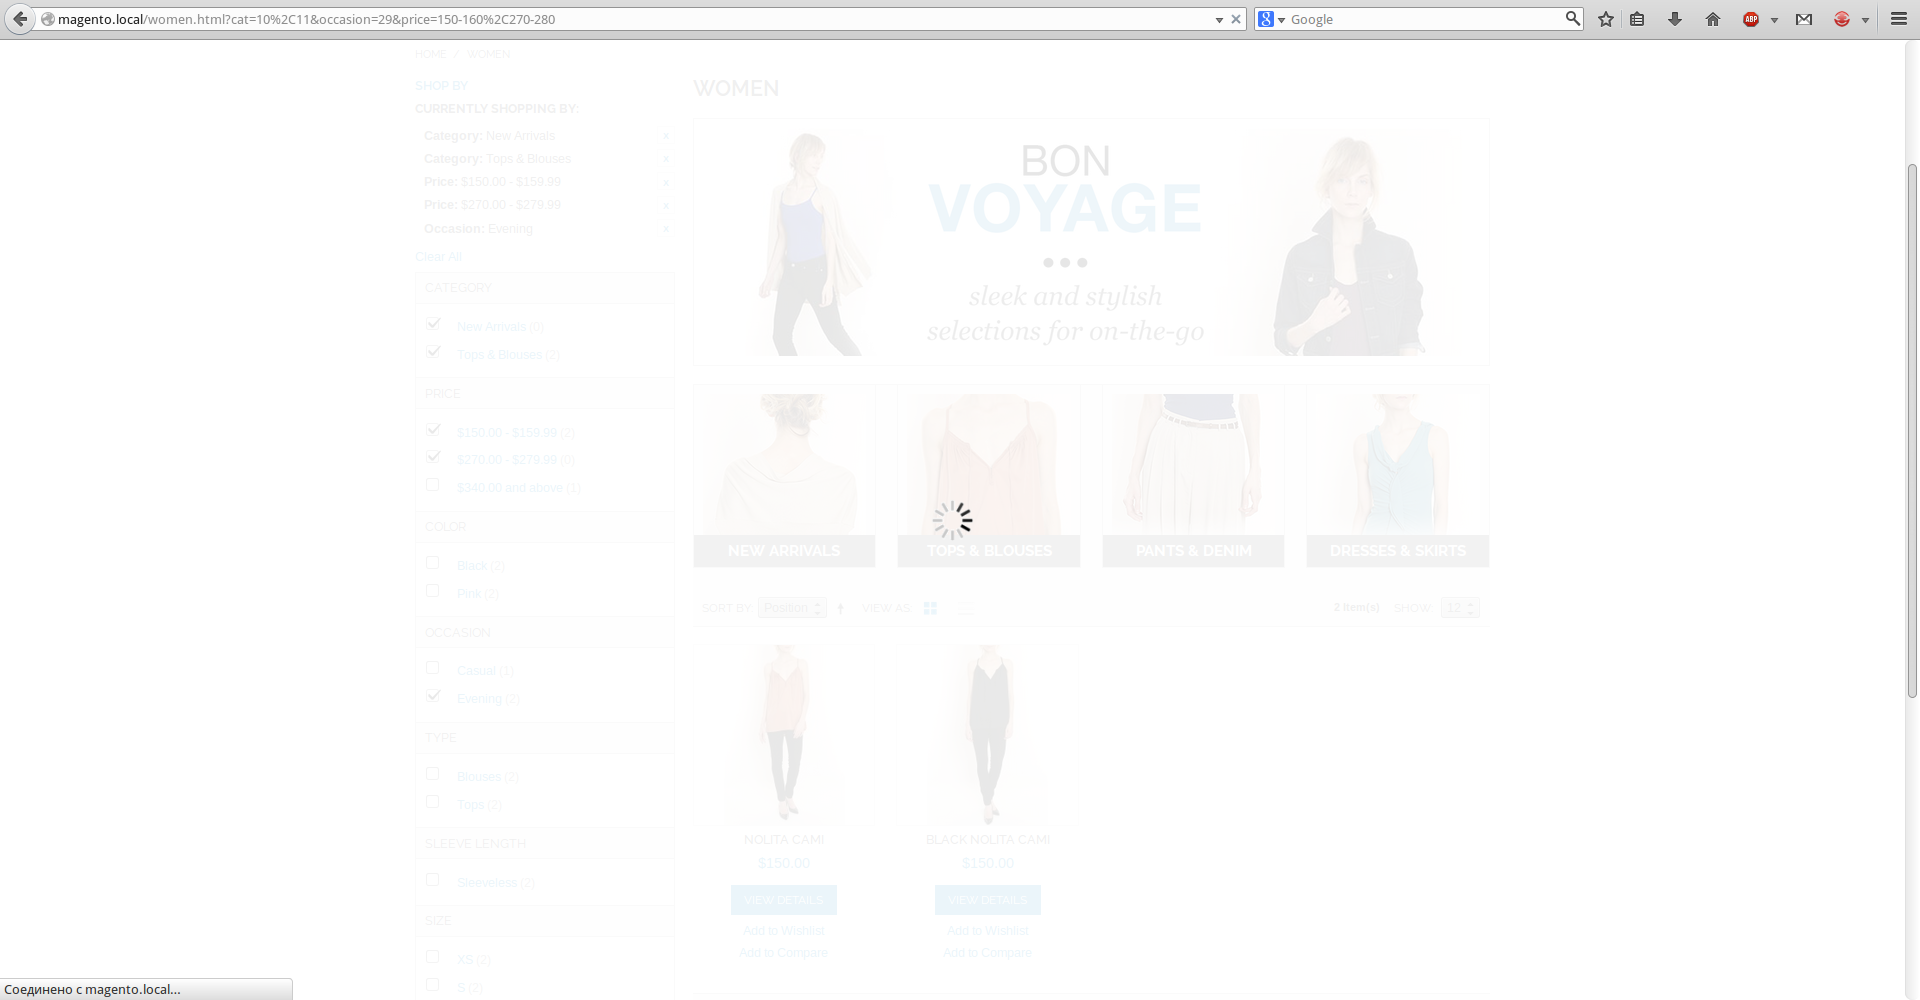 magento.local/women.html?cat=10%2C11&occasion=29&price=150-160%2C270-280
Google
ABP
HOME / WOMEN
SHOP BY
CURRENTLY SHOPPING BY:
Category: New Arrivals x
Category: Tops & Blouses x
Price: $150.00 - $159.99 x
Price: $270.00 - $279.99 x
Occasion: Evening x
Clear All
CATEGORY
New Arrivals (0)
Tops & Blouses (2)
PRICE
$150.00 - $159.99 (2)
$270.00 - $279.99 (0)
$340.00 and above (1)
COLOR
Black (2)
Pink (2)
OCCASION
Casual (1)
Evening (2)
TYPE
Blouses (2)
Tops (2)
SLEEVE LENGTH
Sleeveless (2)
SIZE
XS (2)
S (2)
WOMEN
BON
VOYAGE
sleek and stylish
selections for on-the-go
NEW ARRIVALS
TOPS & BLOUSES
PANTS & DENIM
DRESSES & SKIRTS
SORT BY Position VIEW AS: 2 Item(s) SHOW 12
NOLITA CAMI
$150.00
VIEW DETAILS
Add to Wishlist
Add to Compare
BLACK NOLITA CAMI
$150.00
VIEW DETAILS
Add to Wishlist
Add to Compare
Соединено с magento.local...